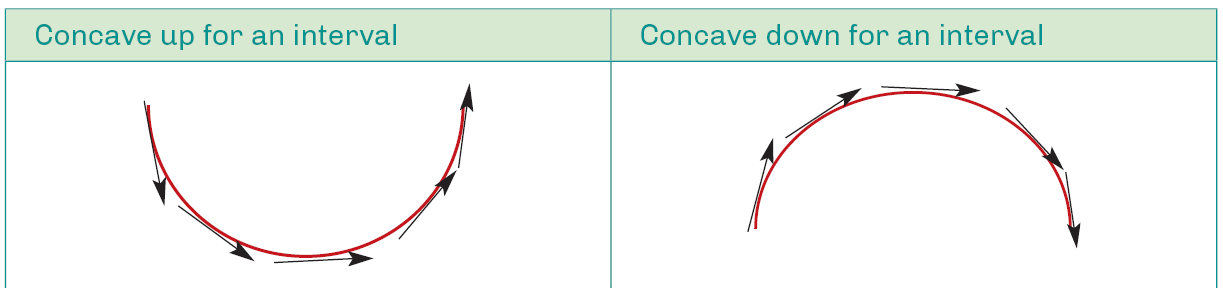 Concave up for an interval
Concave down for an interval